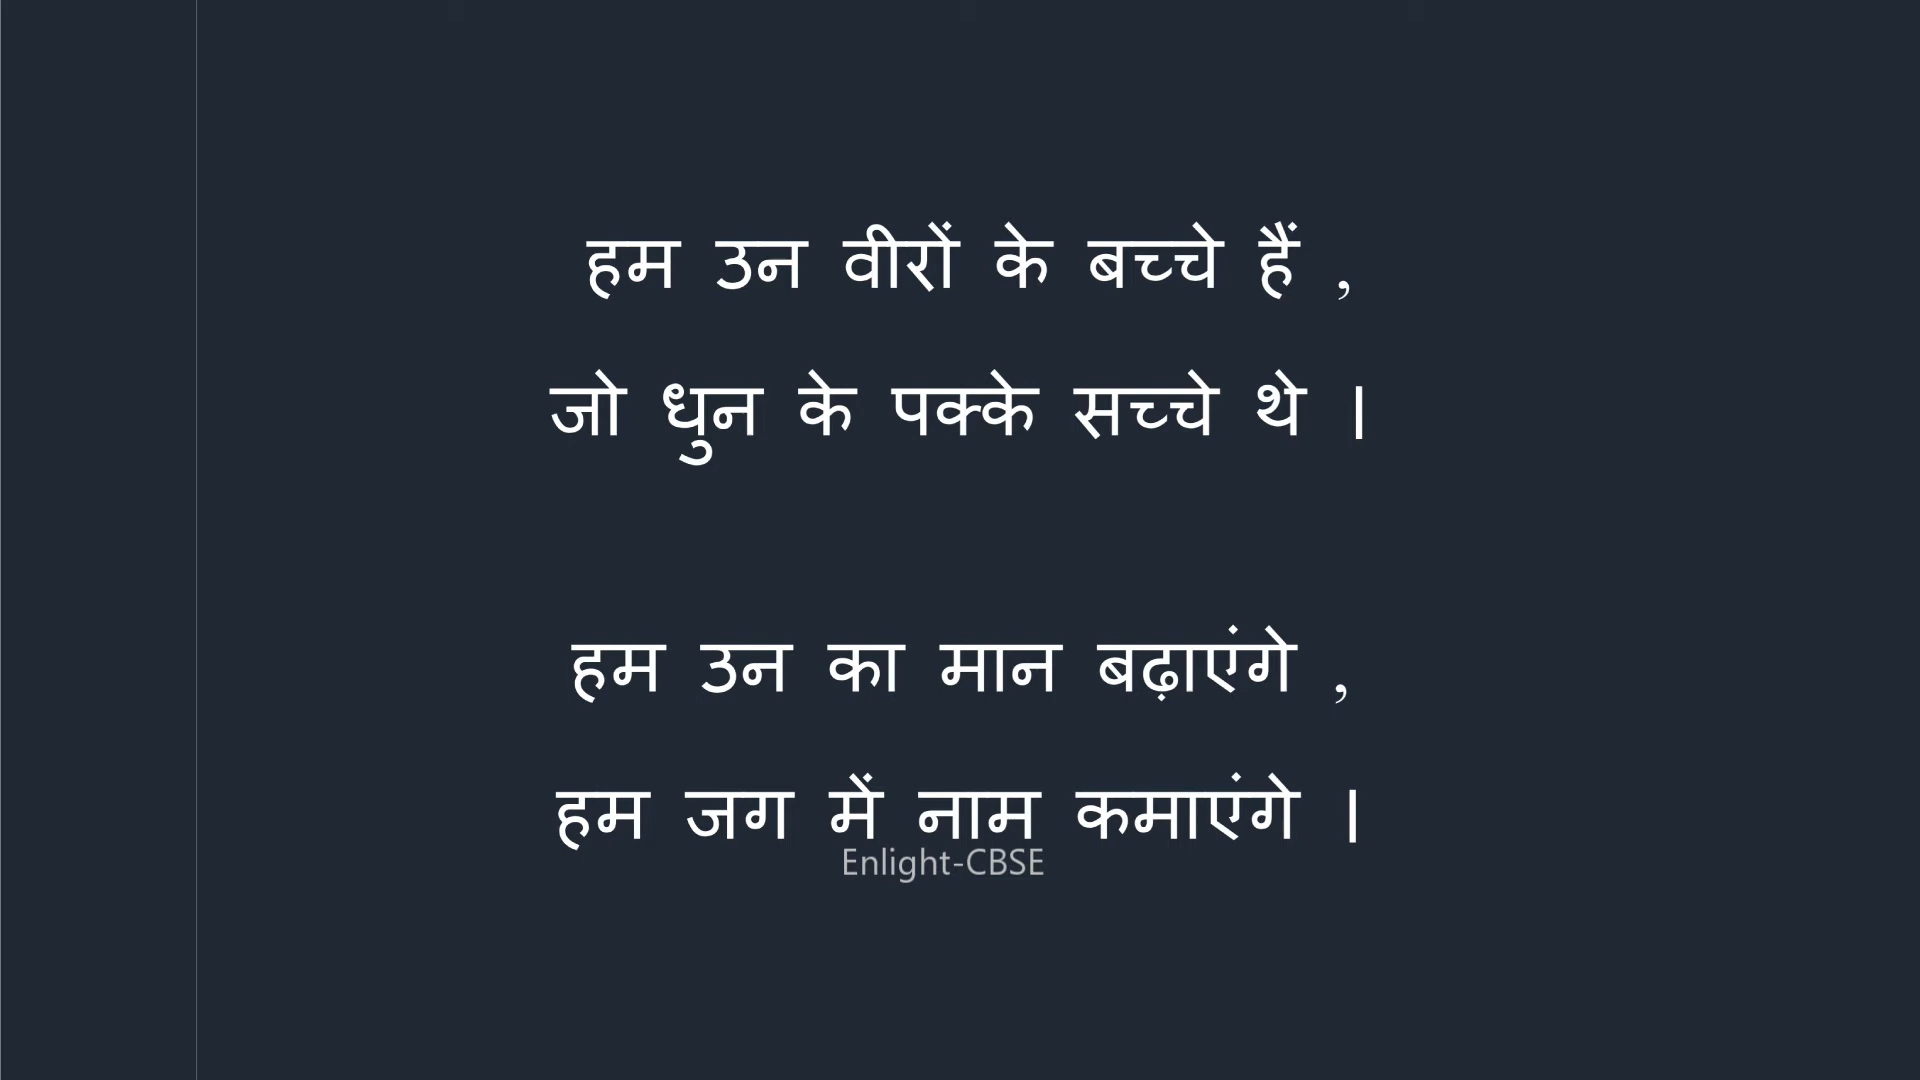 हम उन वीरों के बच्चे हैं ,
जो धुन के पक्के सच्चे थे ।
हम उन का मान बढ़ाएंगे ,
हम जग में नाम कमाएंगे ।
Enlight-CBSE